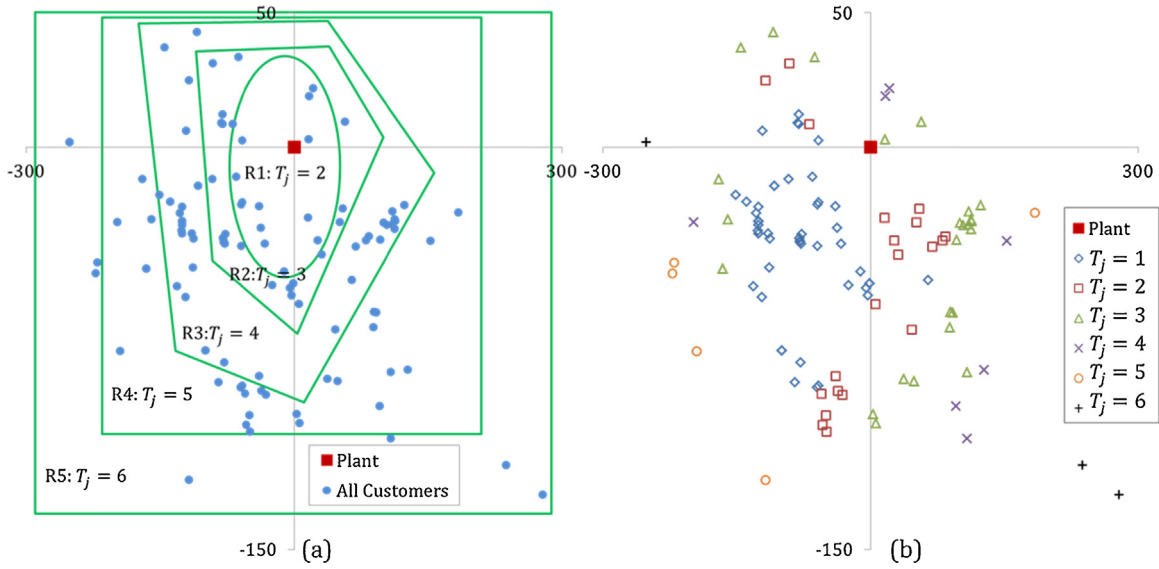 50
-300
300
R1: T_j = 2
R2:T_j = 3
R3:T_j = 4
R4: T_j = 5
R5: T_j = 6
Plant
All Customers
-150
(a)
50
-300
300
Plant
T_j = 1
T_j = 2
T_j = 3
T_j = 4
T_j = 5
T_j = 6
-150
(b)